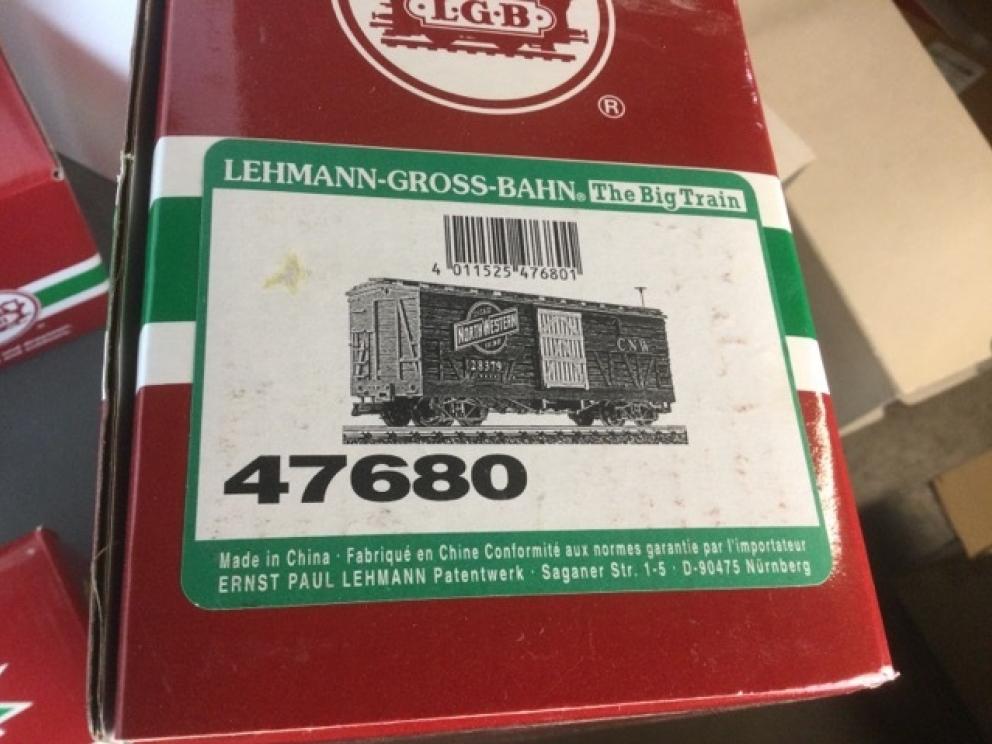 L·G·B
®
LEHMANN-GROSS-BAHN® The Big Train
4 011525 476801
NORTH WESTERN
CNW
28379
47680
Made in China · Fabriqué en Chine Conformité aux normes garantie par l'importateur
ERNST PAUL LEHMANN Patentwerk · Saganer Str. 1-5 · D-90475 Nürnberg